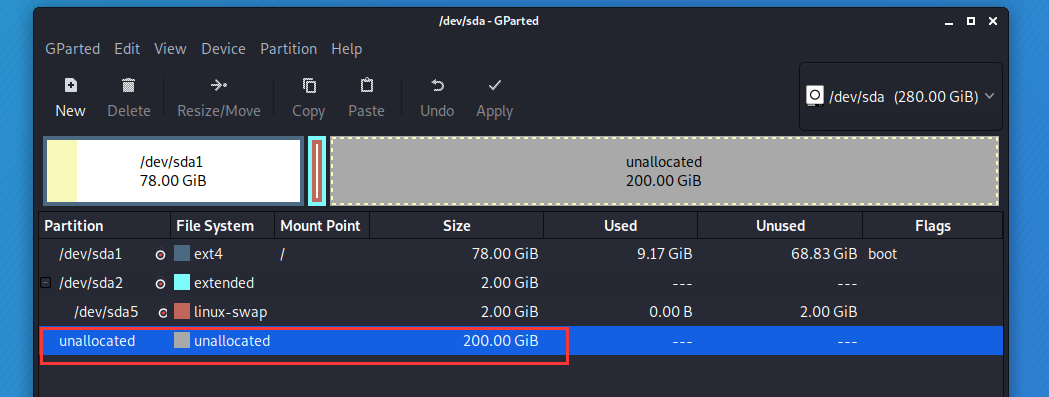 /dev/sda - GParted
GParted Edit View Device Partition Help
New Delete Resize/Move Copy Paste Undo Apply
/dev/sda (280.00 GiB)
/dev/sda1
78.00 GiB
unallocated
200.00 GiB
Partition File System Mount Point Size Used Unused Flags
/dev/sda1 ext4 / 78.00 GiB 9.17 GiB 68.83 GiB boot
/dev/sda2 extended 2.00 GiB --- ---
/dev/sda5 linux-swap 2.00 GiB 0.00 B 2.00 GiB
unallocated unallocated 200.00 GiB --- ---